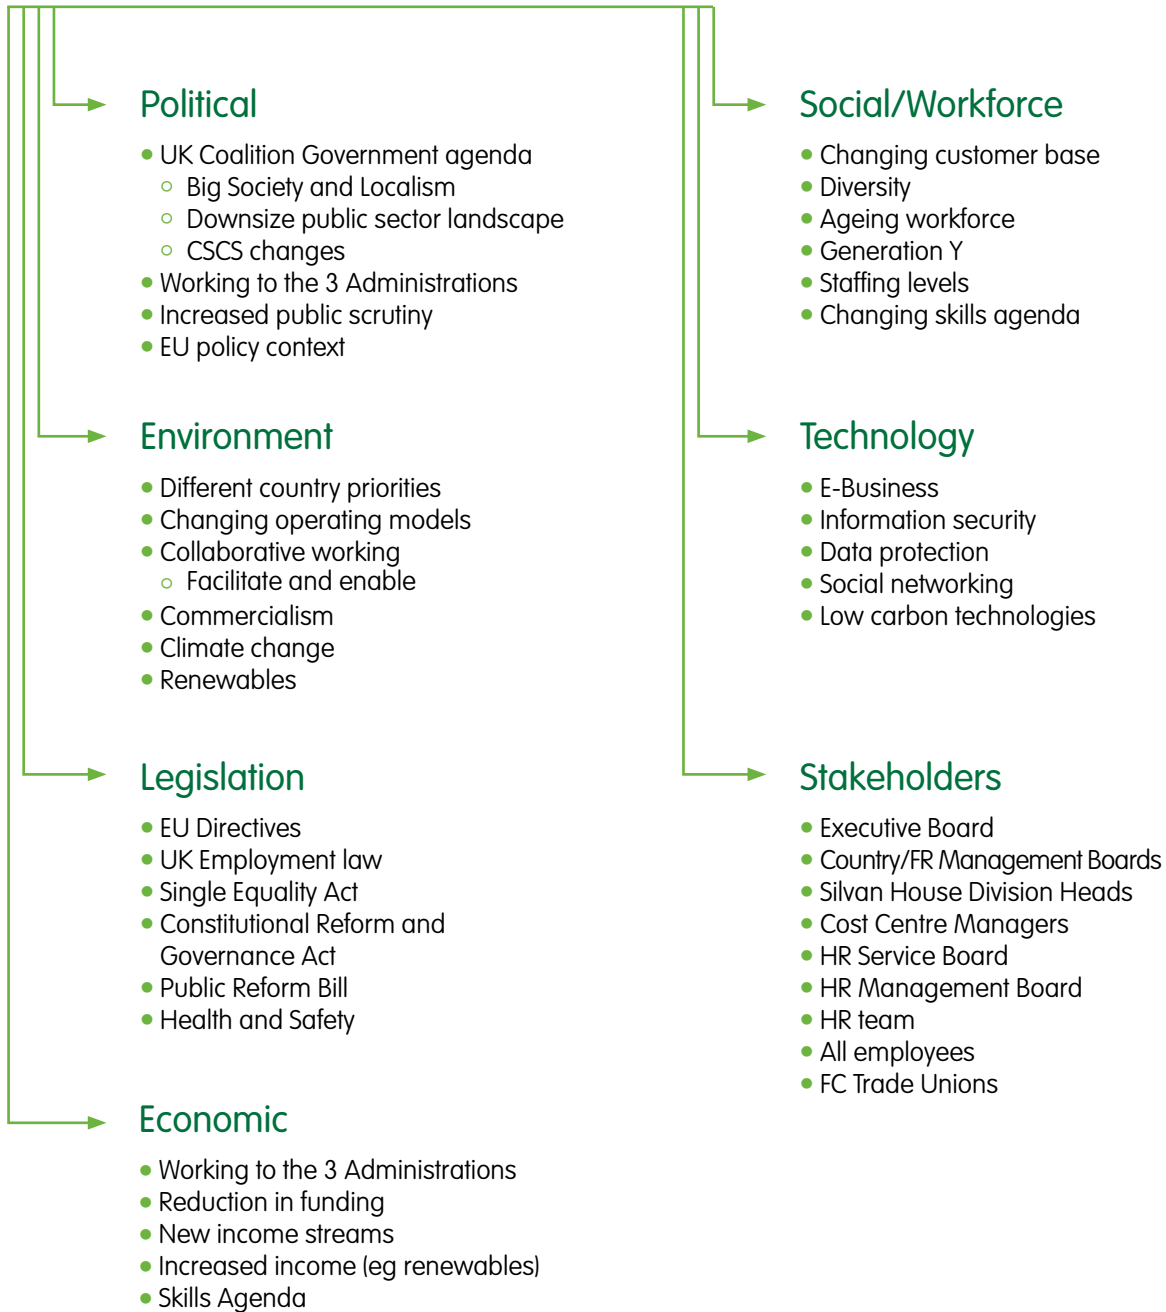 Political
UK Coalition Government agenda
Big Society and Localism
Downsize public sector landscape
CSCS changes
Working to the 3 Administrations
Increased public scrutiny
EU policy context
Environment
Different country priorities
Changing operating models
Collaborative working
Facilitate and enable
Commercialism
Climate change
Renewables
Legislation
EU Directives
UK Employment law
Single Equality Act
Constitutional Reform and
Governance Act
Public Reform Bill
Health and Safety
Economic
Working to the 3 Administrations
Reduction in funding
New income streams
Increased income (eg renewables)
Skills Agenda
Social/Workforce
Changing customer base
Diversity
Ageing workforce
Generation Y
Staffing levels
Changing skills agenda
Technology
E-Business
Information security
Data protection
Social networking
Low carbon technologies
Stakeholders
Executive Board
Country/FR Management Boards
Silvan House Division Heads
Cost Centre Managers
HR Service Board
HR Management Board
HR team
All employees
FC Trade Unions